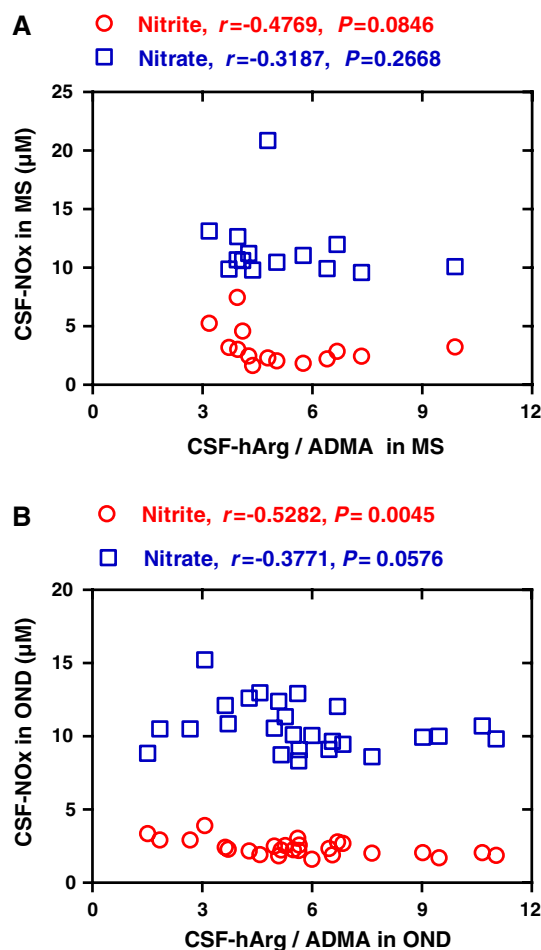 A
Nitrite, r=-0.4769, P=0.0846
Nitrate, r=-0.3187, P=0.2668
25
20
15
10
5
0
CSF-NOx in MS (µM)
0 3 6 9 12
CSF-hArg / ADMA in MS
B
Nitrite, r=-0.5282, P= 0.0045
Nitrate, r=-0.3771, P=0.0576
20
15
10
5
0
CSF-NOx in OND (µM)
0 3 6 9 12
CSF-hArg / ADMA in OND